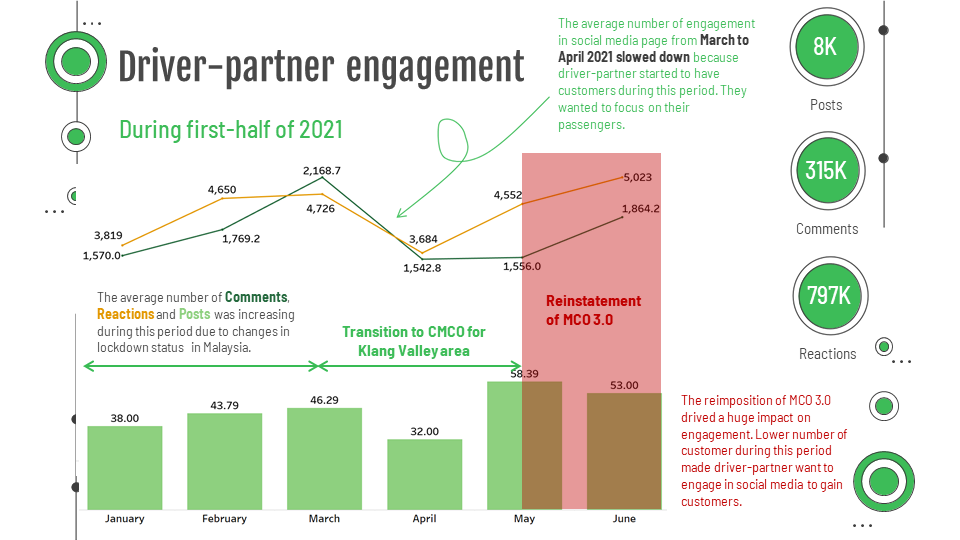 Driver-partner engagement
During first-half of 2021
The average number of engagement
in social media page from March to
April 2021 slowed down because
driver-partner started to have
customers during this period. They
wanted to focus on their
passengers.
8K
Posts
315K
Comments
797K
Reactions
2,168.7
4,650
4,726
3,819
1,769.2
1,570.0
3,684
1,542.8
4,552
1,556.0
5,023
1,864.2
The average number of Comments,
Reactions and Posts was increasing
during this period due to changes in
lockdown status in Malaysia.
Transition to CMCO for
Klang Valley area
Reinstatement
of MCO 3.0
38.00
43.79
46.29
32.00
58.39
53.00
January
February
March
April
May
June
The reimposition of MCO 3.0
drived a huge impact on
engagement. Lower number of
customer during this period
made driver-partner want to
engage in social media to gain
customers.